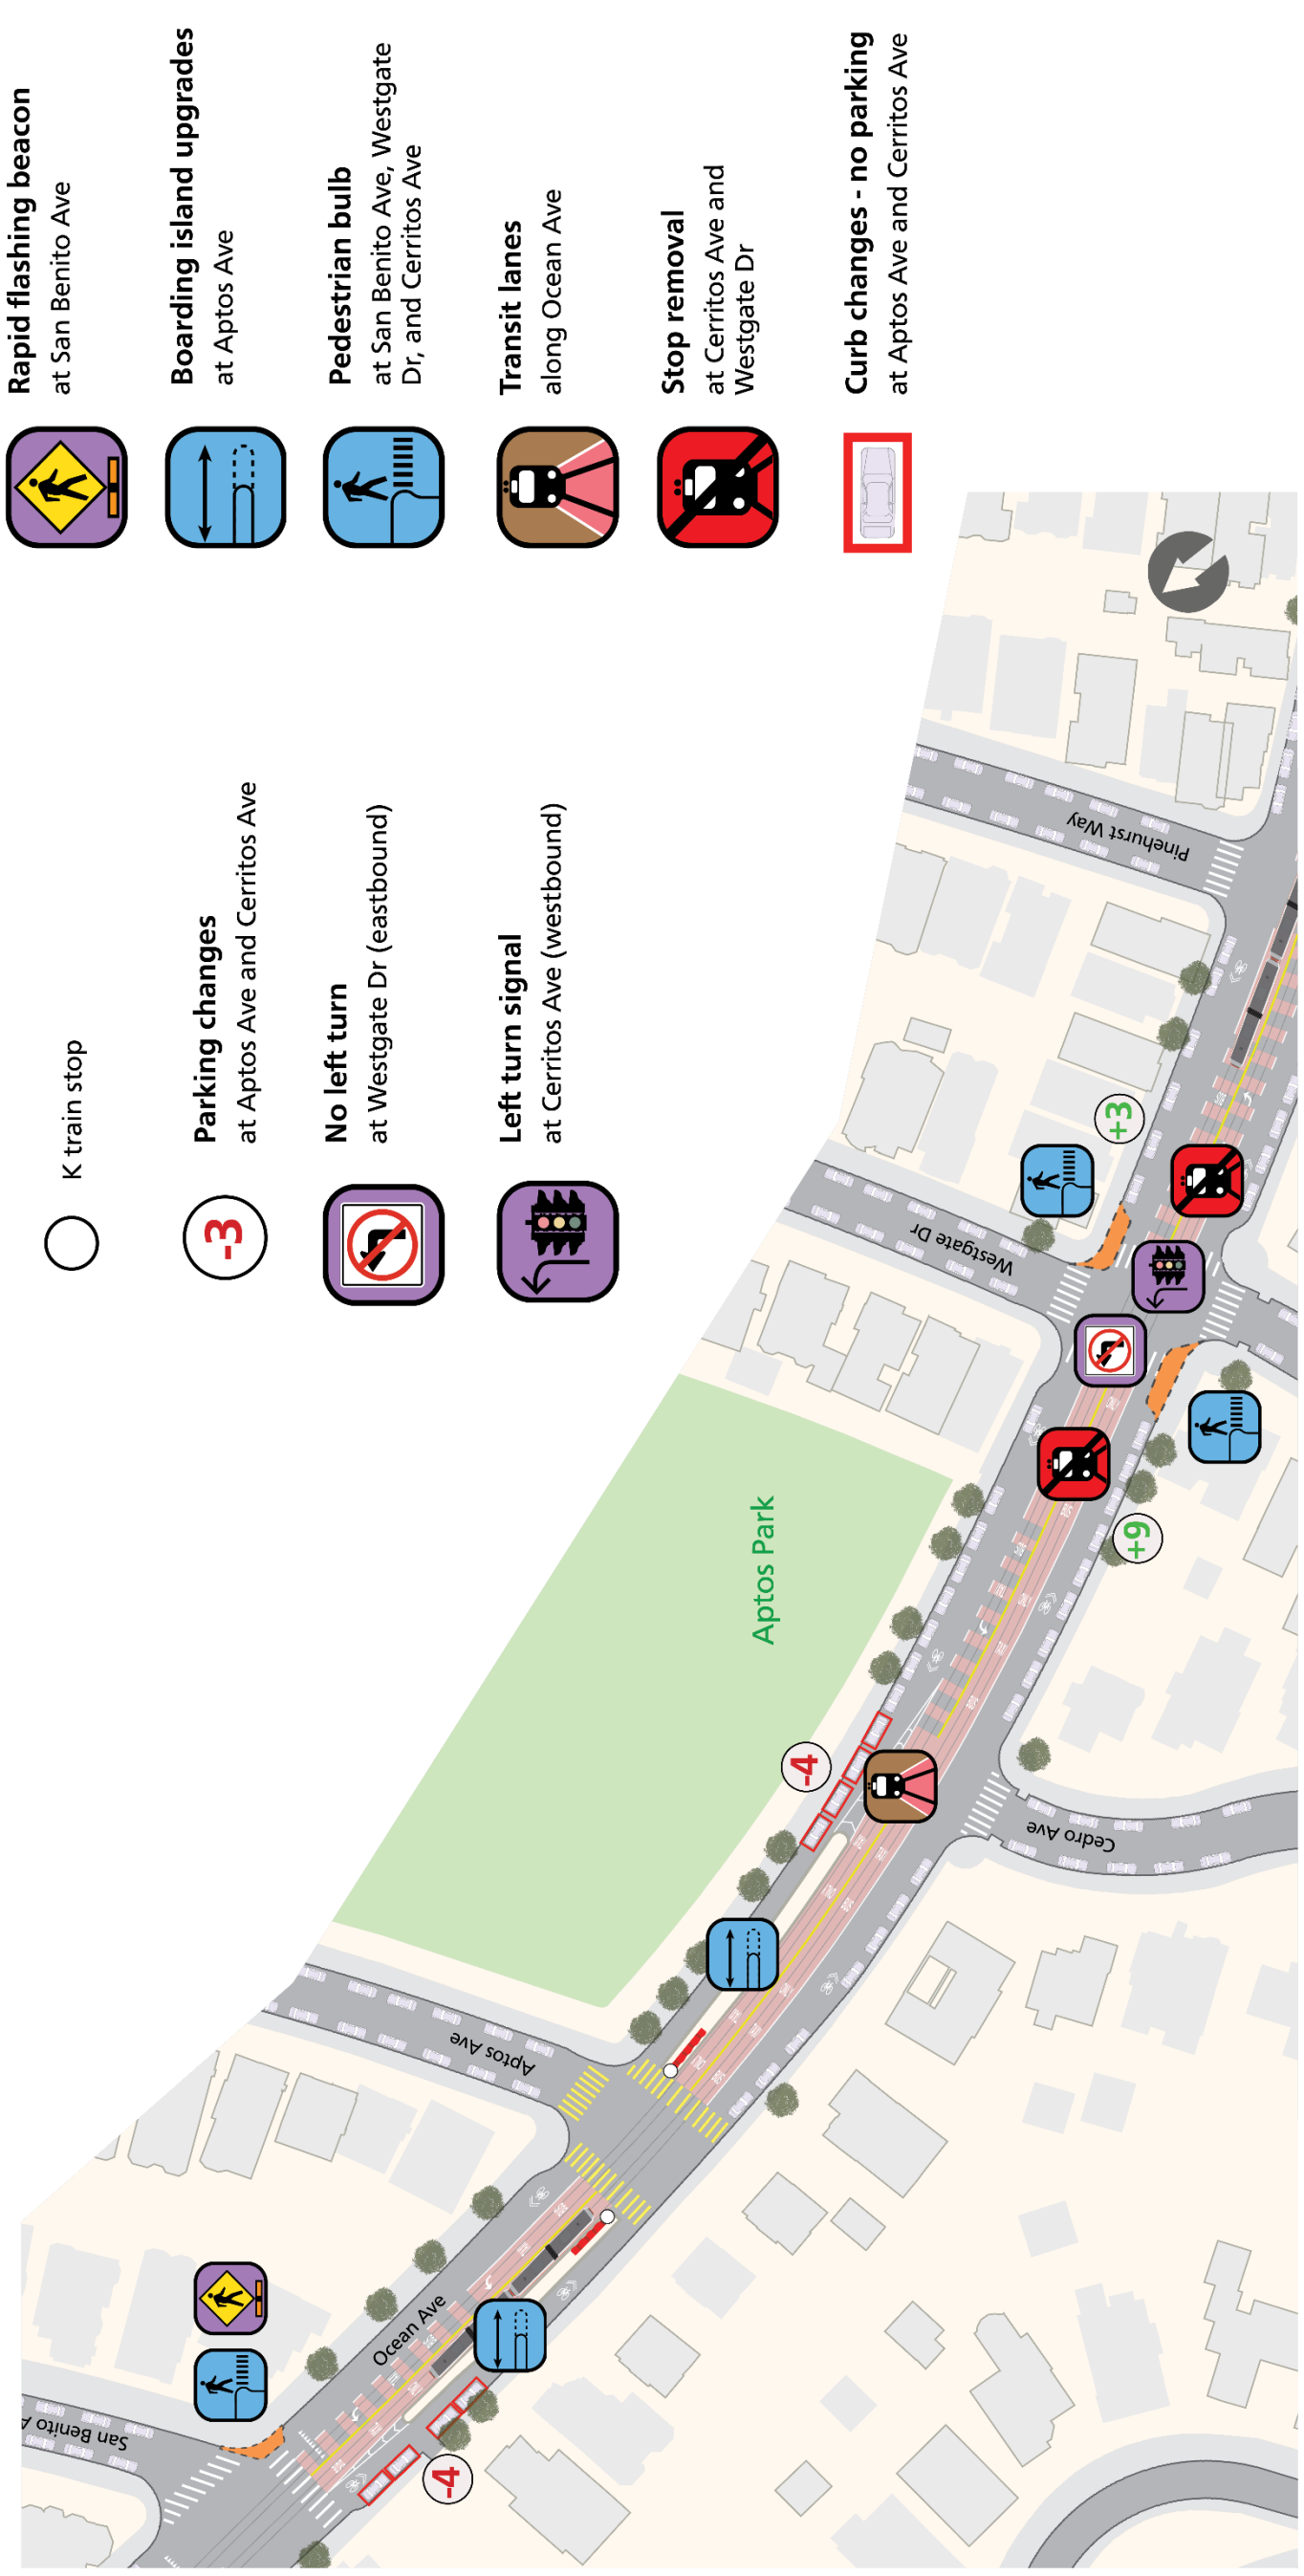 Rapid flashing beacon
at San Benito Ave
Boarding island upgrades
at Aptos Ave
Pedestrian bulb
at San Benito Ave, Westgate
Dr, and Cerritos Ave
Transit lanes
along Ocean Ave
Stop removal
at Cerritos Ave and
Westgate Dr
Curb changes - no parking
at Aptos Ave and Cerritos Ave
K train stop
-3
Parking changes
at Aptos Ave and Cerritos Ave
No left turn
at Westgate Dr (eastbound)
Left turn signal
at Cerritos Ave (westbound)
San Benito A
Ocean Ave
-4
Aptos Ave
Aptos Park
-4
Cedro Ave
+9
Westgate Dr
+3
Pinehurst Way